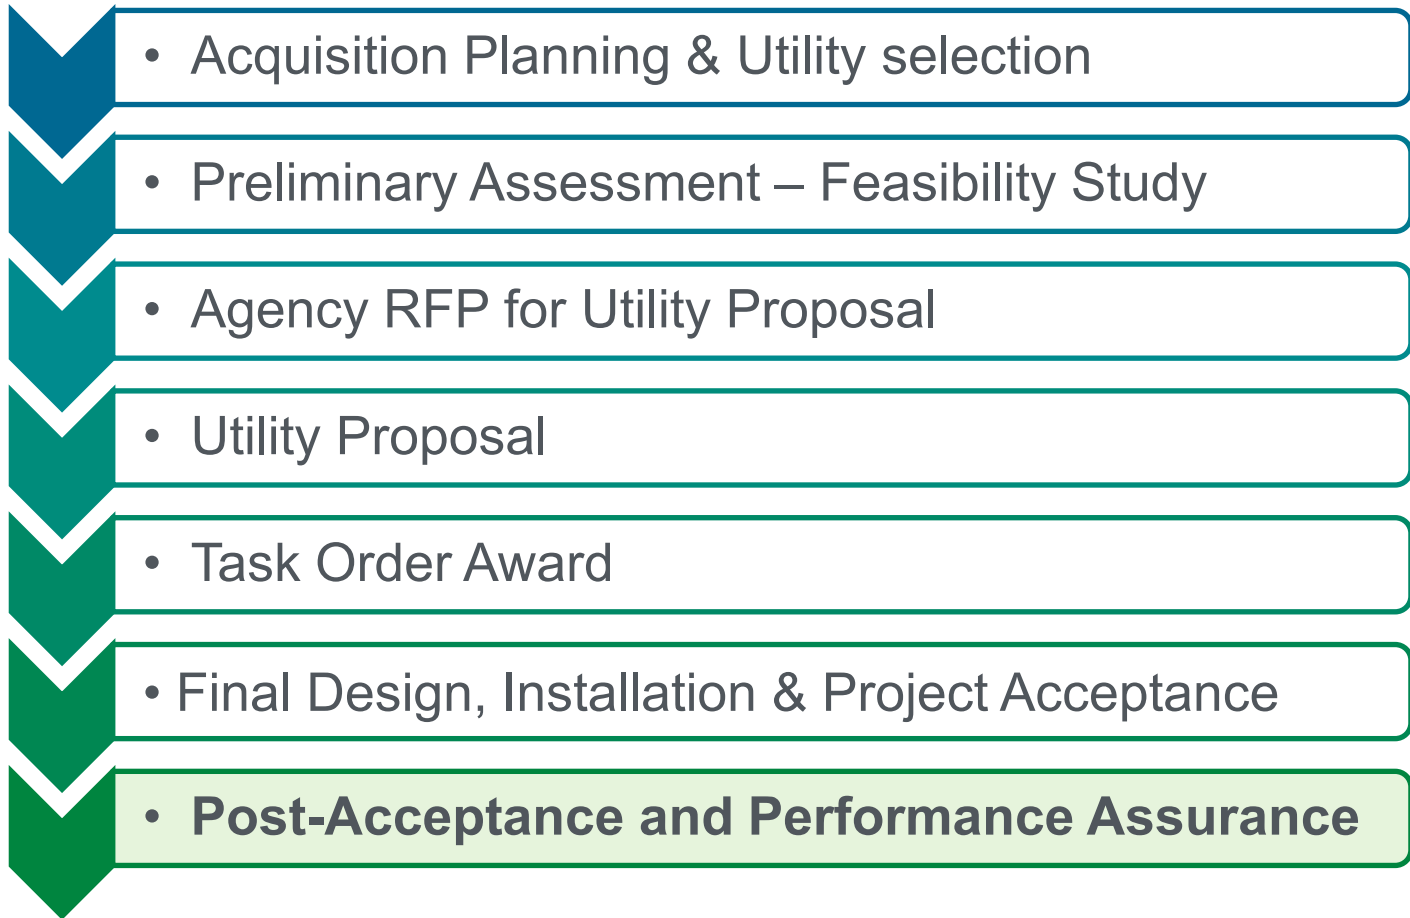 • Acquisition Planning & Utility selection
• Preliminary Assessment – Feasibility Study
• Agency RFP for Utility Proposal
• Utility Proposal
• Task Order Award
• Final Design, Installation & Project Acceptance
• Post-Acceptance and Performance Assurance